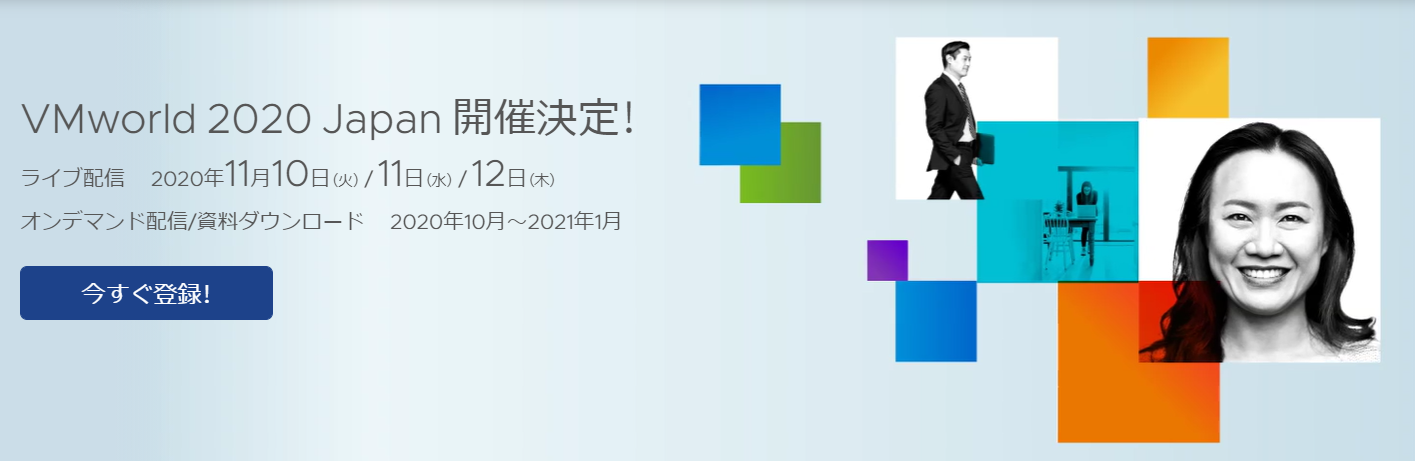 VMworld 2020 Japan 開催決定!
ライブ配信 2020年11月10日(火) / 11日(水) / 12日(木)
オンデマンド配信/資料ダウンロード 2020年10月～2021年1月
今すぐ登録!